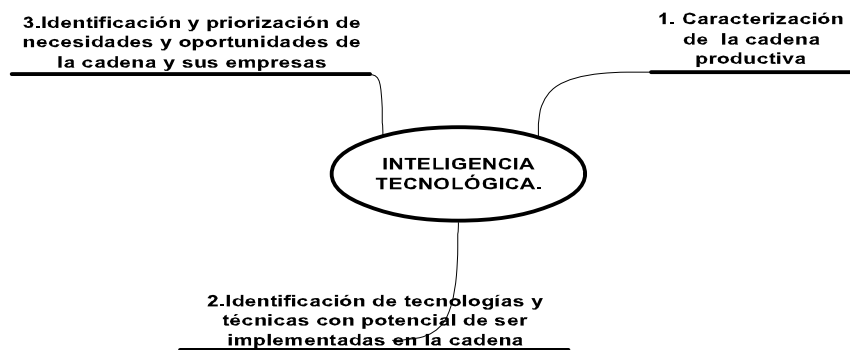 3.Identificación y priorización de
necesidades y oportunidades de
la cadena y sus empresas
1. Caracterización
de la cadena
productiva
INTELIGENCIA
TECNOLÓGICA.
2.Identificación de tecnologías y
técnicas con potencial de ser
implementadas en la cadena